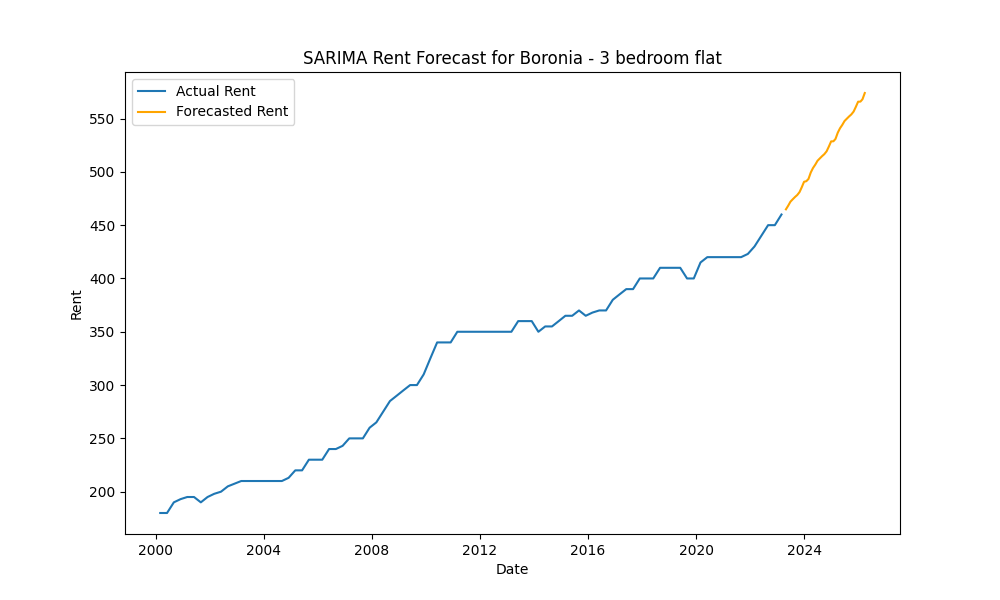 SARIMA Rent Forecast for Boronia - 3 bedroom flat
Actual Rent
Forecasted Rent
550
500
450
400
350
300
250
200
Rent
2000 2004 2008 2012 2016 2020 2024
Date